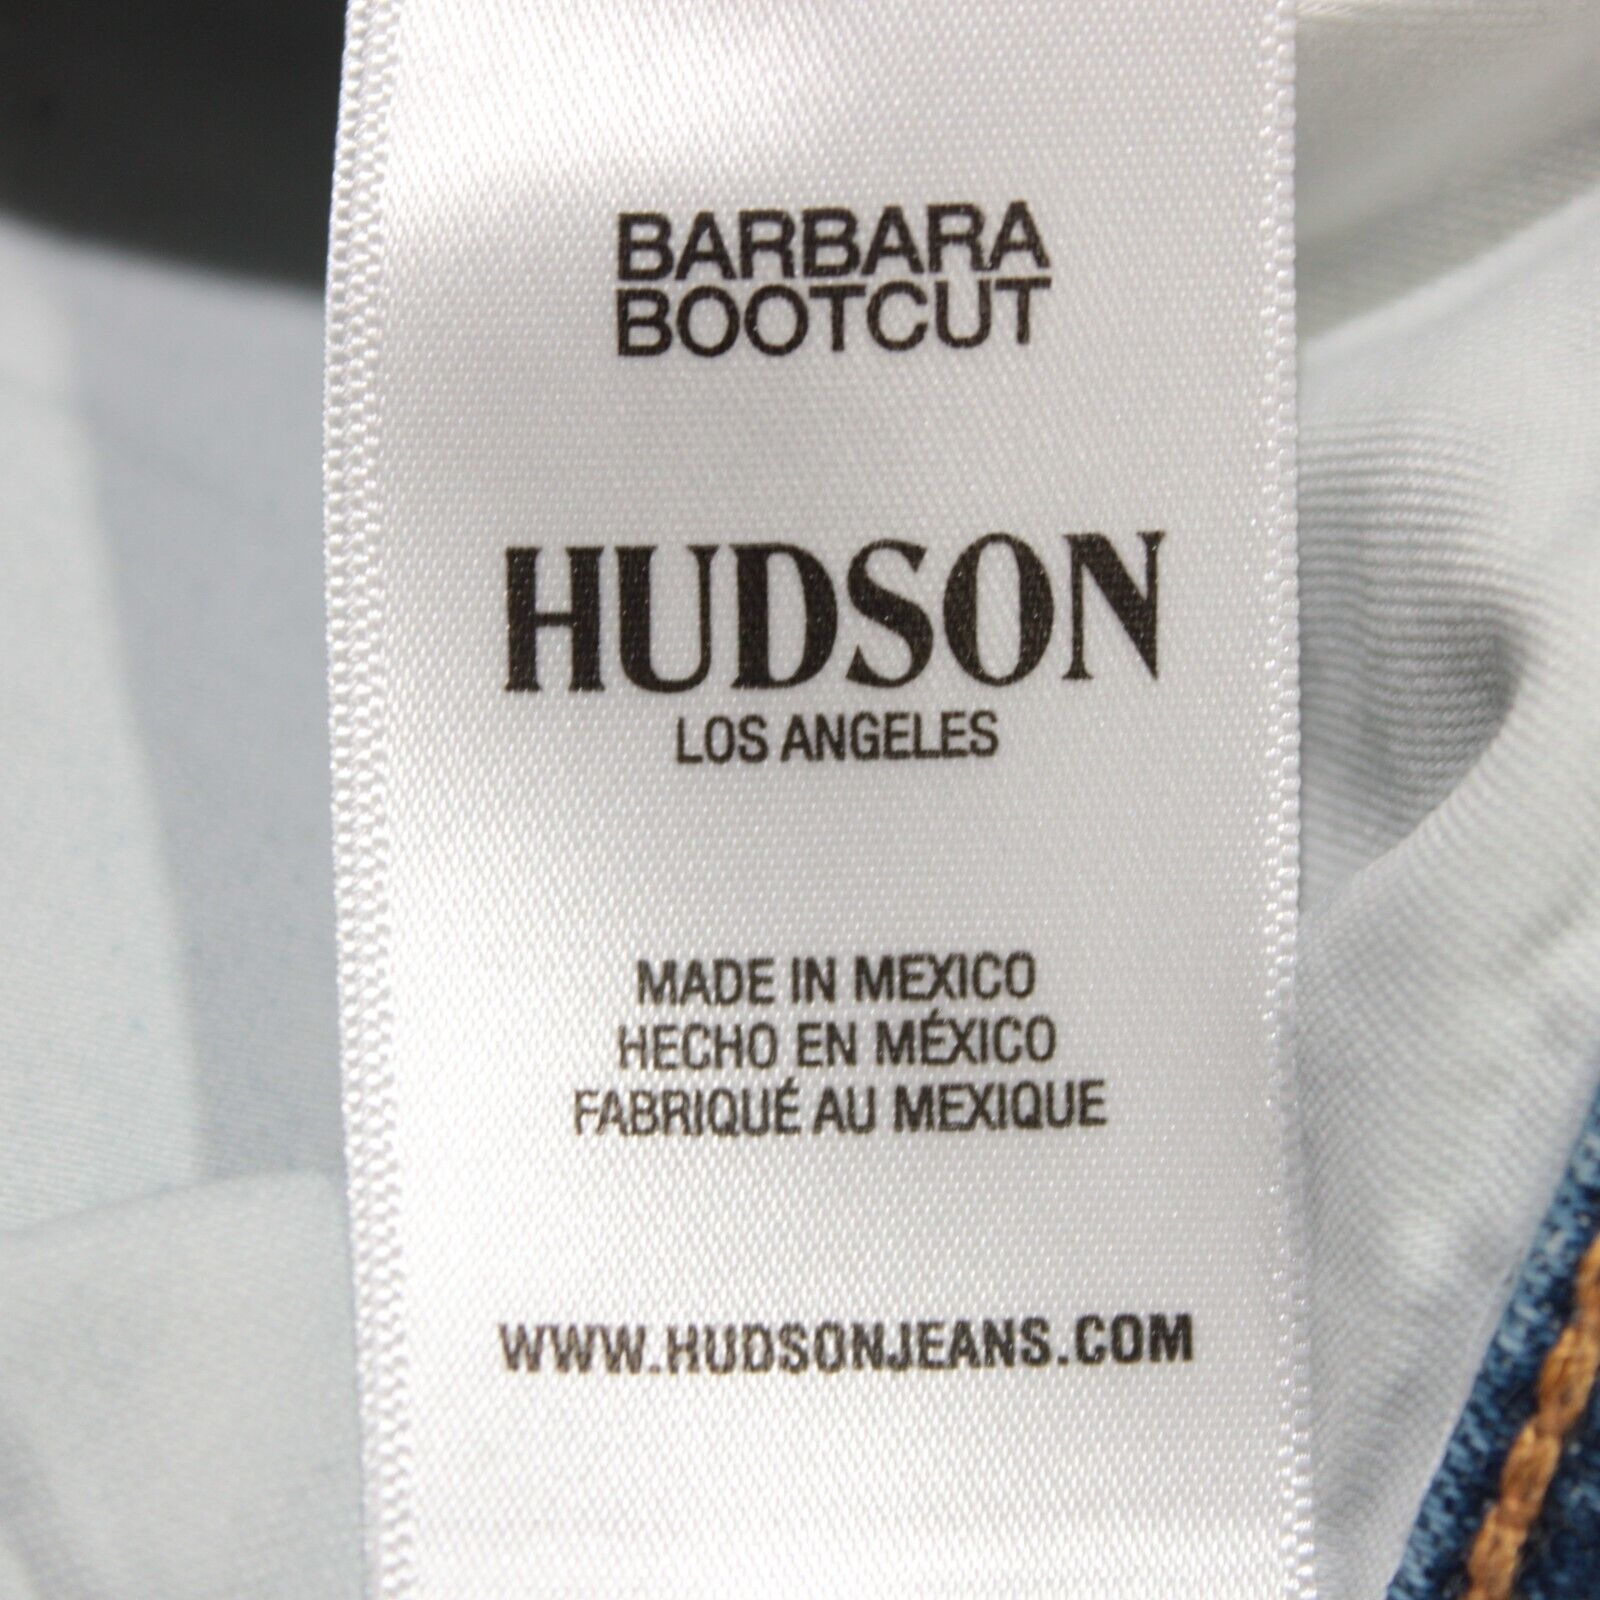 BARBARA
BOOTCUT
HUDSON
LOS ANGELES
MADE IN MEXICO
HECHO EN MÉXICO
FABRIQUÉ AU MEXIQUE
WWW.HUDSONJEANS.COM